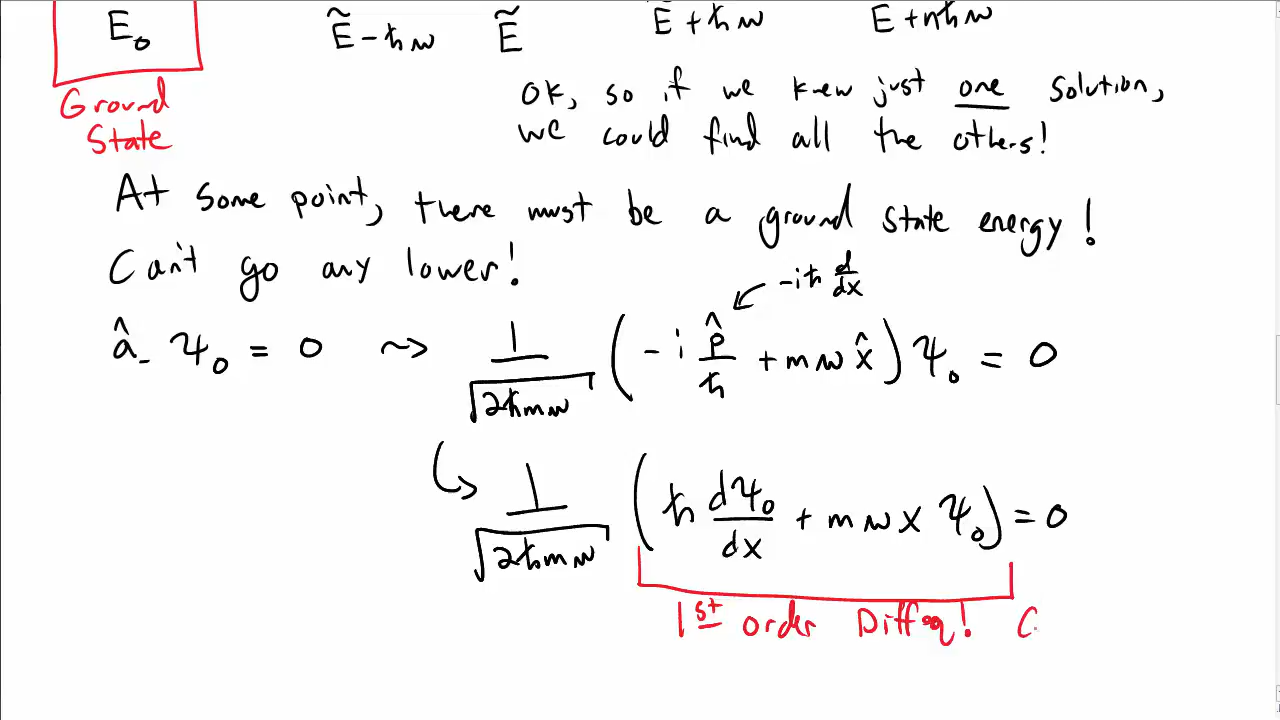 E₀ Ẽ - ħω Ẽ Ẽ + ħω E + nħω
Ground
State
OK, so if we knew just one solution,
we could find all the others!
At some point, there must be a ground state energy!
Can't go any lower!
-iħ d/dx
â₋ Ψ₀ = 0 ⤳ 1/√(2ħmω) (-i p̂/ħ + mω x̂) Ψ₀ = 0
↪ 1/√(2ħmω) (ħ dΨ₀/dx + mωx Ψ₀) = 0
1st order Diffeq! C